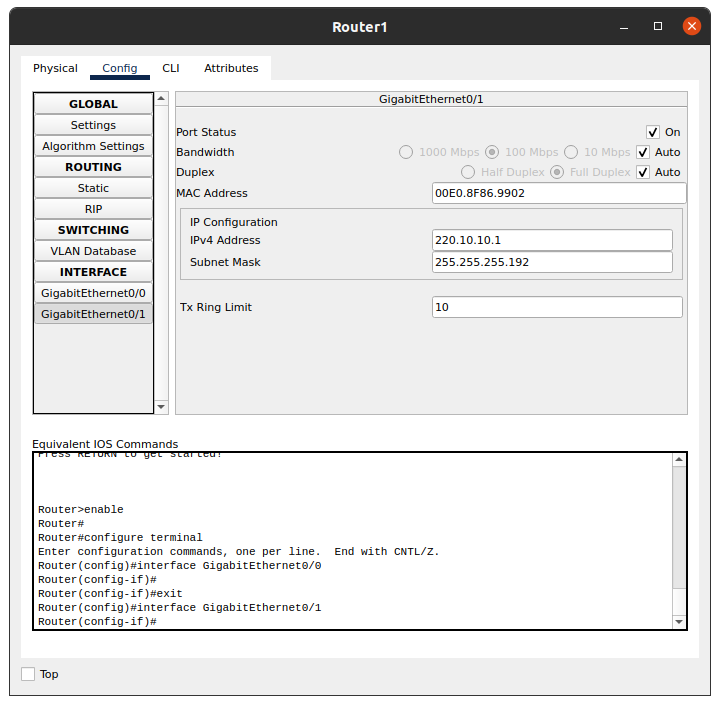 Router1
Physical Config CLI Attributes
GLOBAL
Settings
Algorithm Settings
ROUTING
Static
RIP
SWITCHING
VLAN Database
INTERFACE
GigabitEthernet0/0
GigabitEthernet0/1
GigabitEthernet0/1
Port Status On
Bandwidth 1000 Mbps 100 Mbps 10 Mbps Auto
Duplex Half Duplex Full Duplex Auto
MAC Address 00E0.8F86.9902
IP Configuration
IPv4 Address 220.10.10.1
Subnet Mask 255.255.255.192
Tx Ring Limit 10
Equivalent IOS Commands
Press RETURN to get started!
Router>enable
Router#
Router#configure terminal
Enter configuration commands, one per line.  End with CNTL/Z.
Router(config)#interface GigabitEthernet0/0
Router(config-if)#
Router(config-if)#exit
Router(config)#interface GigabitEthernet0/1
Router(config-if)#
Top